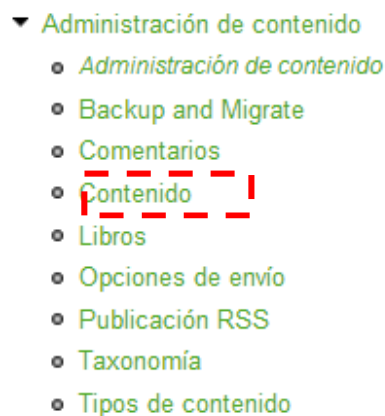 Administración de contenido
Administración de contenido
Backup and Migrate
Comentarios
Contenido
Libros
Opciones de envío
Publicación RSS
Taxonomía
Tipos de contenido